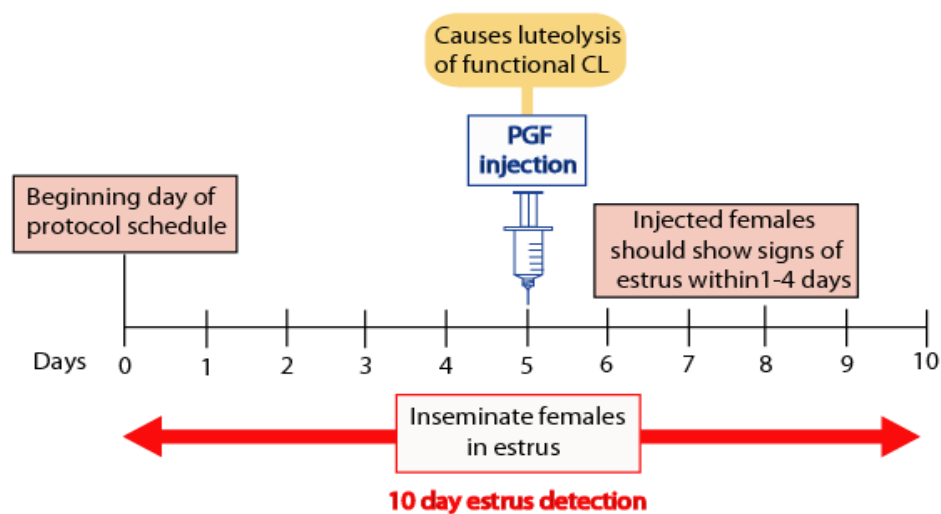 Causes luteolysis
of functional CL
PGF
injection
Beginning day of
protocol schedule
Injected females
should show signs of
estrus within1-4 days
Days 0 1 2 3 4 5 6 7 8 9 10
Inseminate females
in estrus
10 day estrus detection